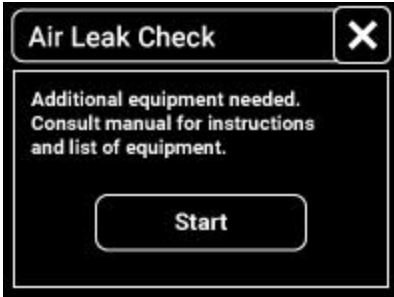 Air Leak Check
Additional equipment needed.
Consult manual for instructions
and list of equipment.
Start